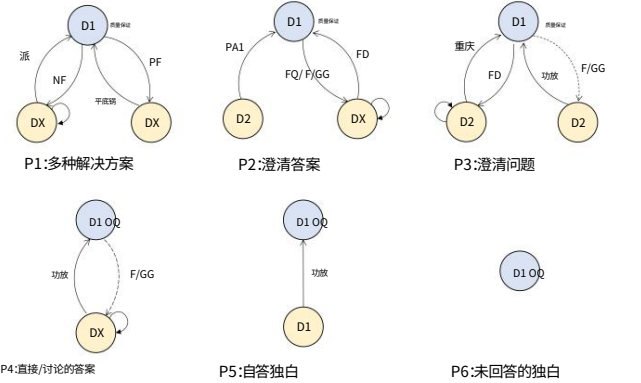 D1
质量保证
派
NF
PF
平底锅
DX
DX
P1:多种解决方案
D1
质量保证
PA1
FD
FQ/ F/GG
D2
DX
P2:澄清答案
D1
质量保证
重庆
FD
功放
F/GG
D2
D2
P3:澄清问题
D1 OQ
功放
F/GG
DX
P4:直接/讨论的答案
D1 OQ
功放
D1
P5:自答独白
D1 OQ
P6:未回答的独白